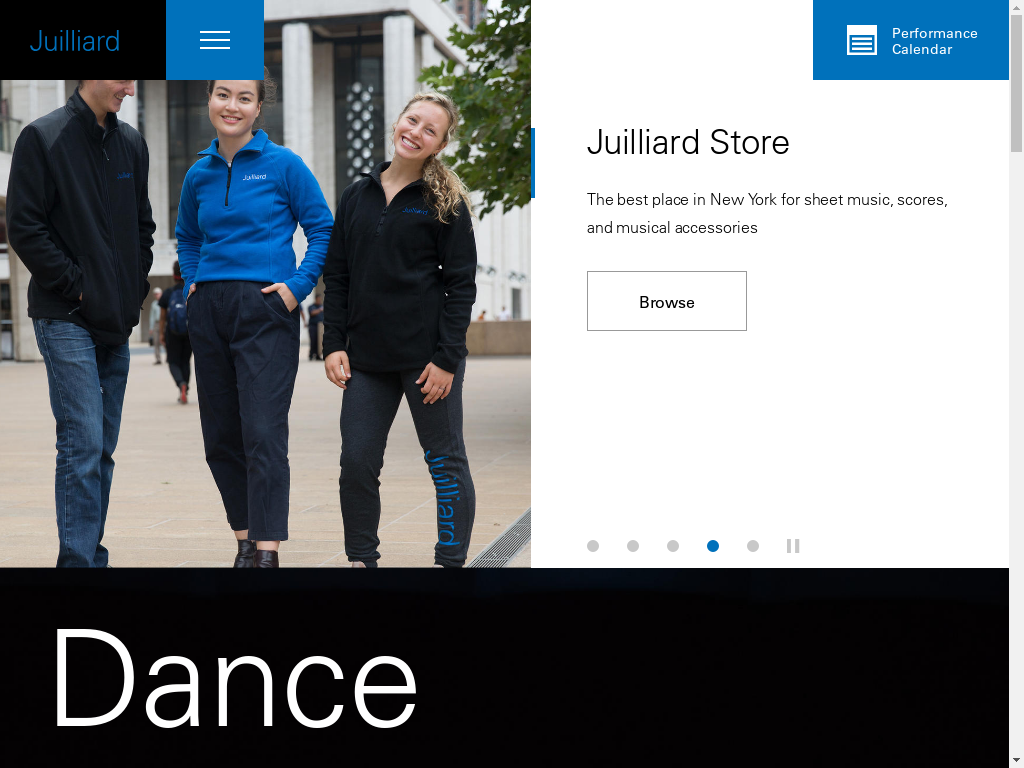 Juilliard
Performance
Calendar
Juilliard
Juilliard
Juilliard
Juilliard
Juilliard Store
The best place in New York for sheet music, scores,
and musical accessories
Browse
Dance